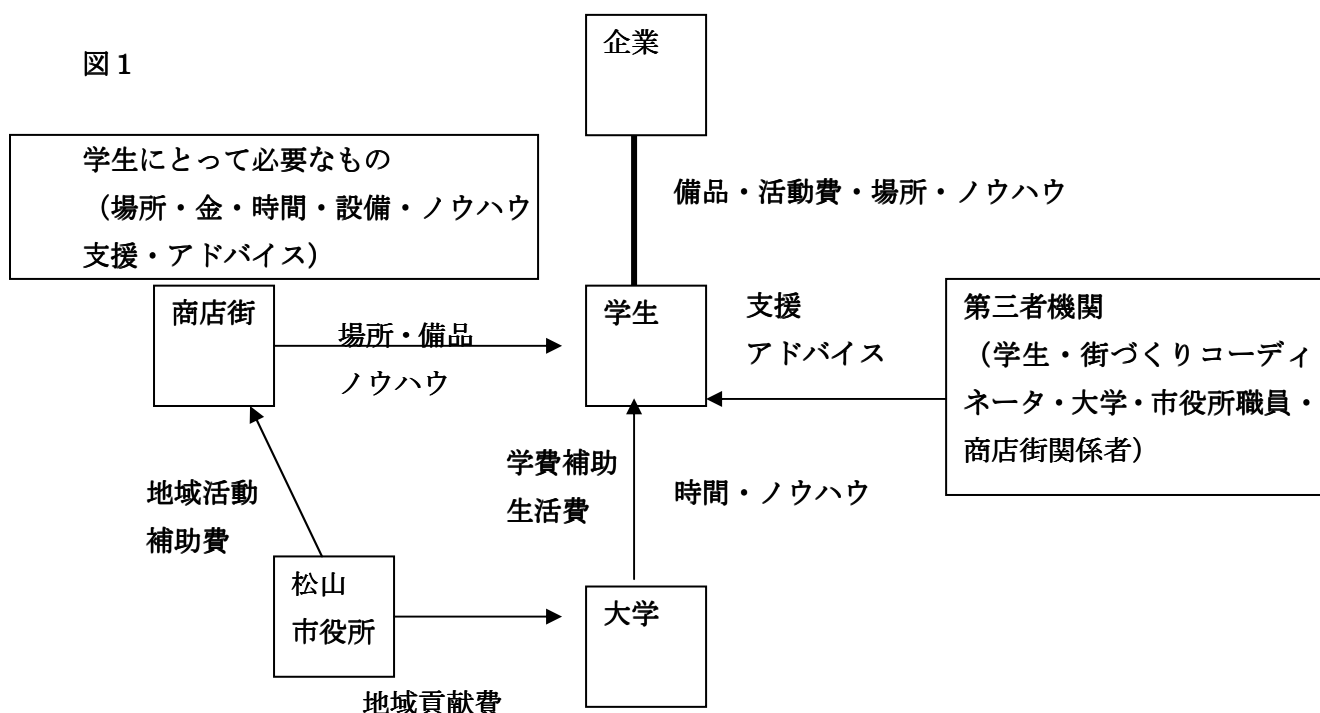 図1
企業
学生にとって必要なもの
（場所・金・時間・設備・ノウハウ
支援・アドバイス）
備品・活動費・場所・ノウハウ
商店街
場所・備品
ノウハウ
学生
支援
アドバイス
第三者機関
（学生・街づくりコーディ
ネータ・大学・市役所職員・
商店街関係者）
地域活動
補助費
学費補助
生活費
時間・ノウハウ
松山
市役所
大学
地域貢献費